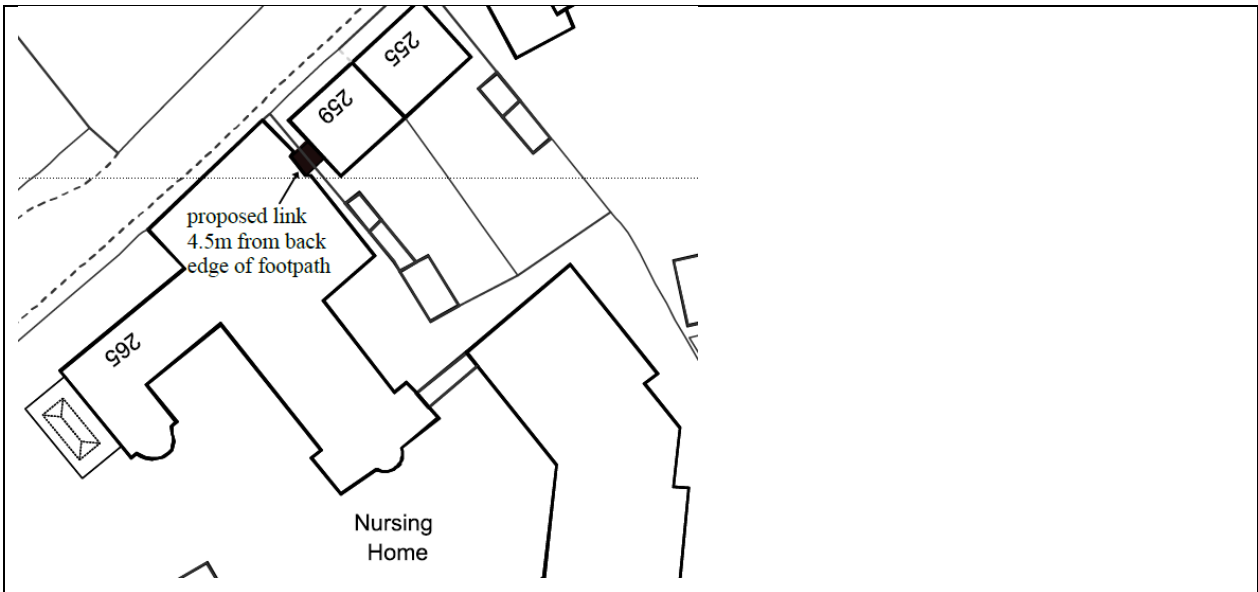 255
259
proposed link
4.5m from back
edge of footpath
265
Nursing
Home